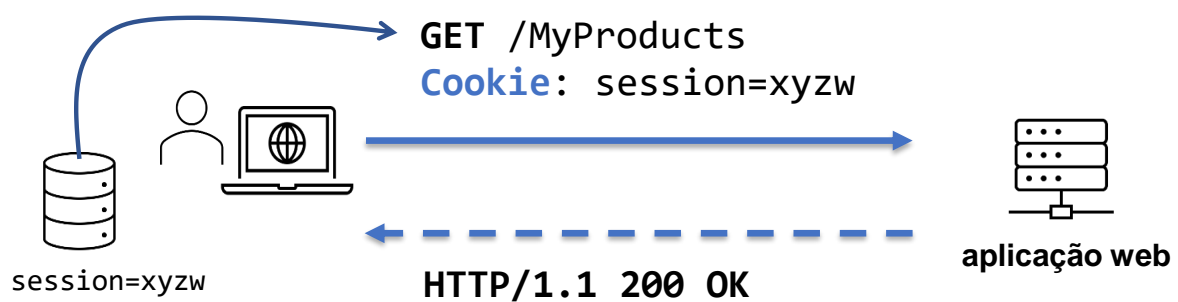 GET /MyProducts
Cookie: session=xyzw
aplicação web
session=xyzw
HTTP/1.1 200 OK